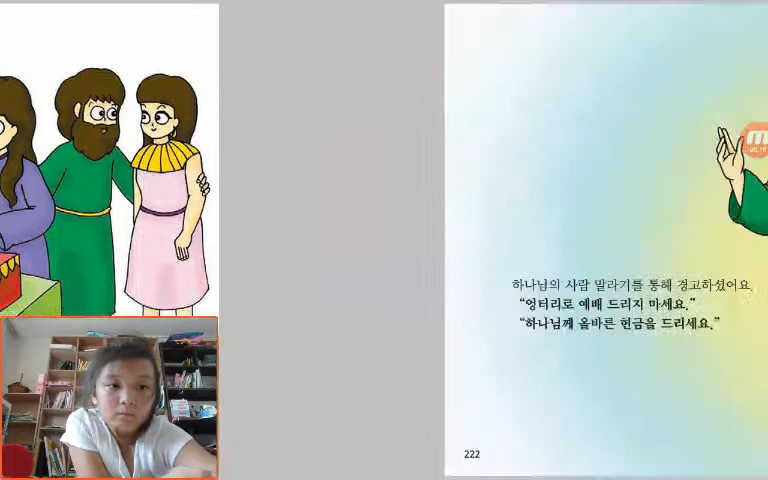 하나님의 사람 말라기를 통해 경고하셨어요.
“엉터리로 예배 드리지 마세요.”
“하나님께 올바른 헌금을 드리세요.”
222